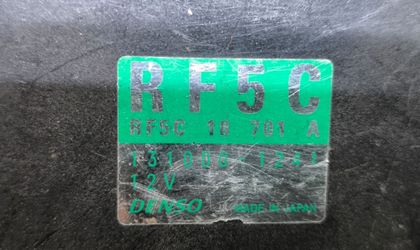 RF5C
RF5C 18 701 A
131000-1241
12V
DENSO MADE IN JAPAN